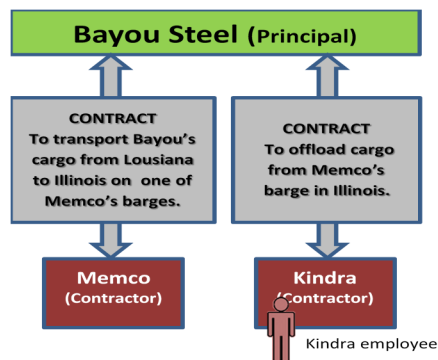 Bayou Steel (Principal)
CONTRACT
To transport Bayou's
cargo from Lousiana
to Illinois on one of
Memco's barges.
CONTRACT
To offload cargo
from Memco's
barge in Illinois.
Memco
(Contractor)
Kindra
(Contractor)
Kindra employee